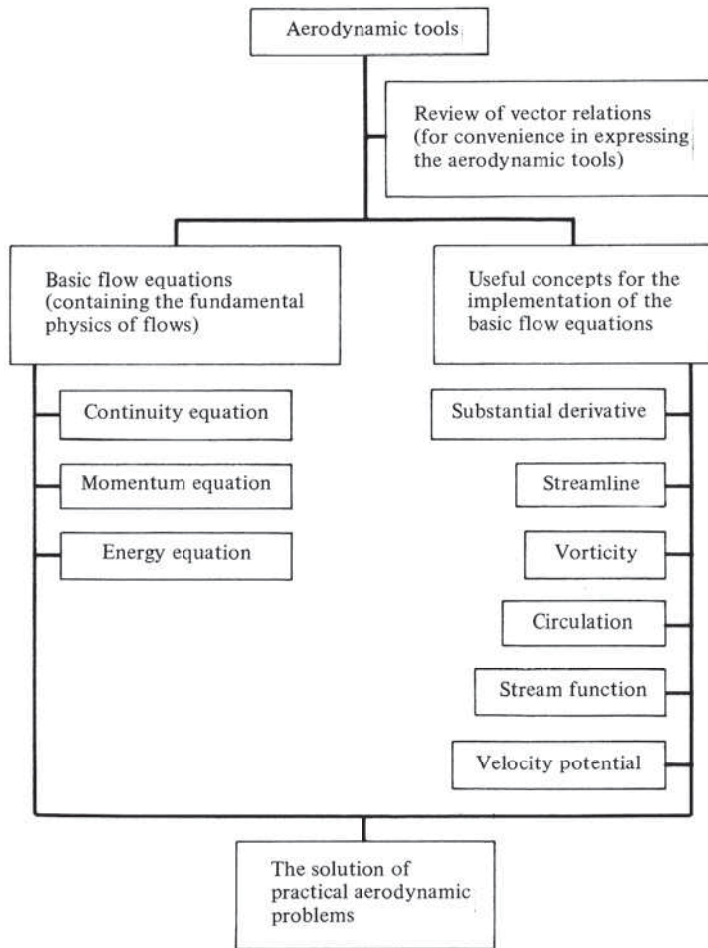 Aerodynamic tools
Review of vector relations
(for convenience in expressing
the aerodynamic tools)
Basic flow equations
(containing the fundamental
physics of flows)
Useful concepts for the
implementation of the
basic flow equations
Continuity equation
Momentum equation
Energy equation
Substantial derivative
Streamline
Vorticity
Circulation
Stream function
Velocity potential
The solution of
practical aerodynamic
problems